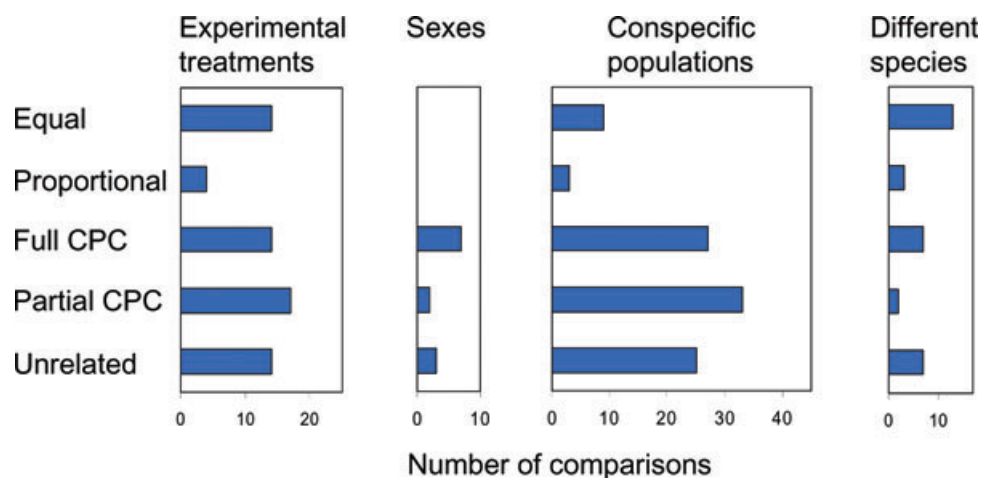 Experimental
treatments
Sexes
Conspecific
populations
Different
species
Equal
Proportional
Full CPC
Partial CPC
Unrelated
0 10 20
0 10
0 10 20 30 40
0 10
Number of comparisons